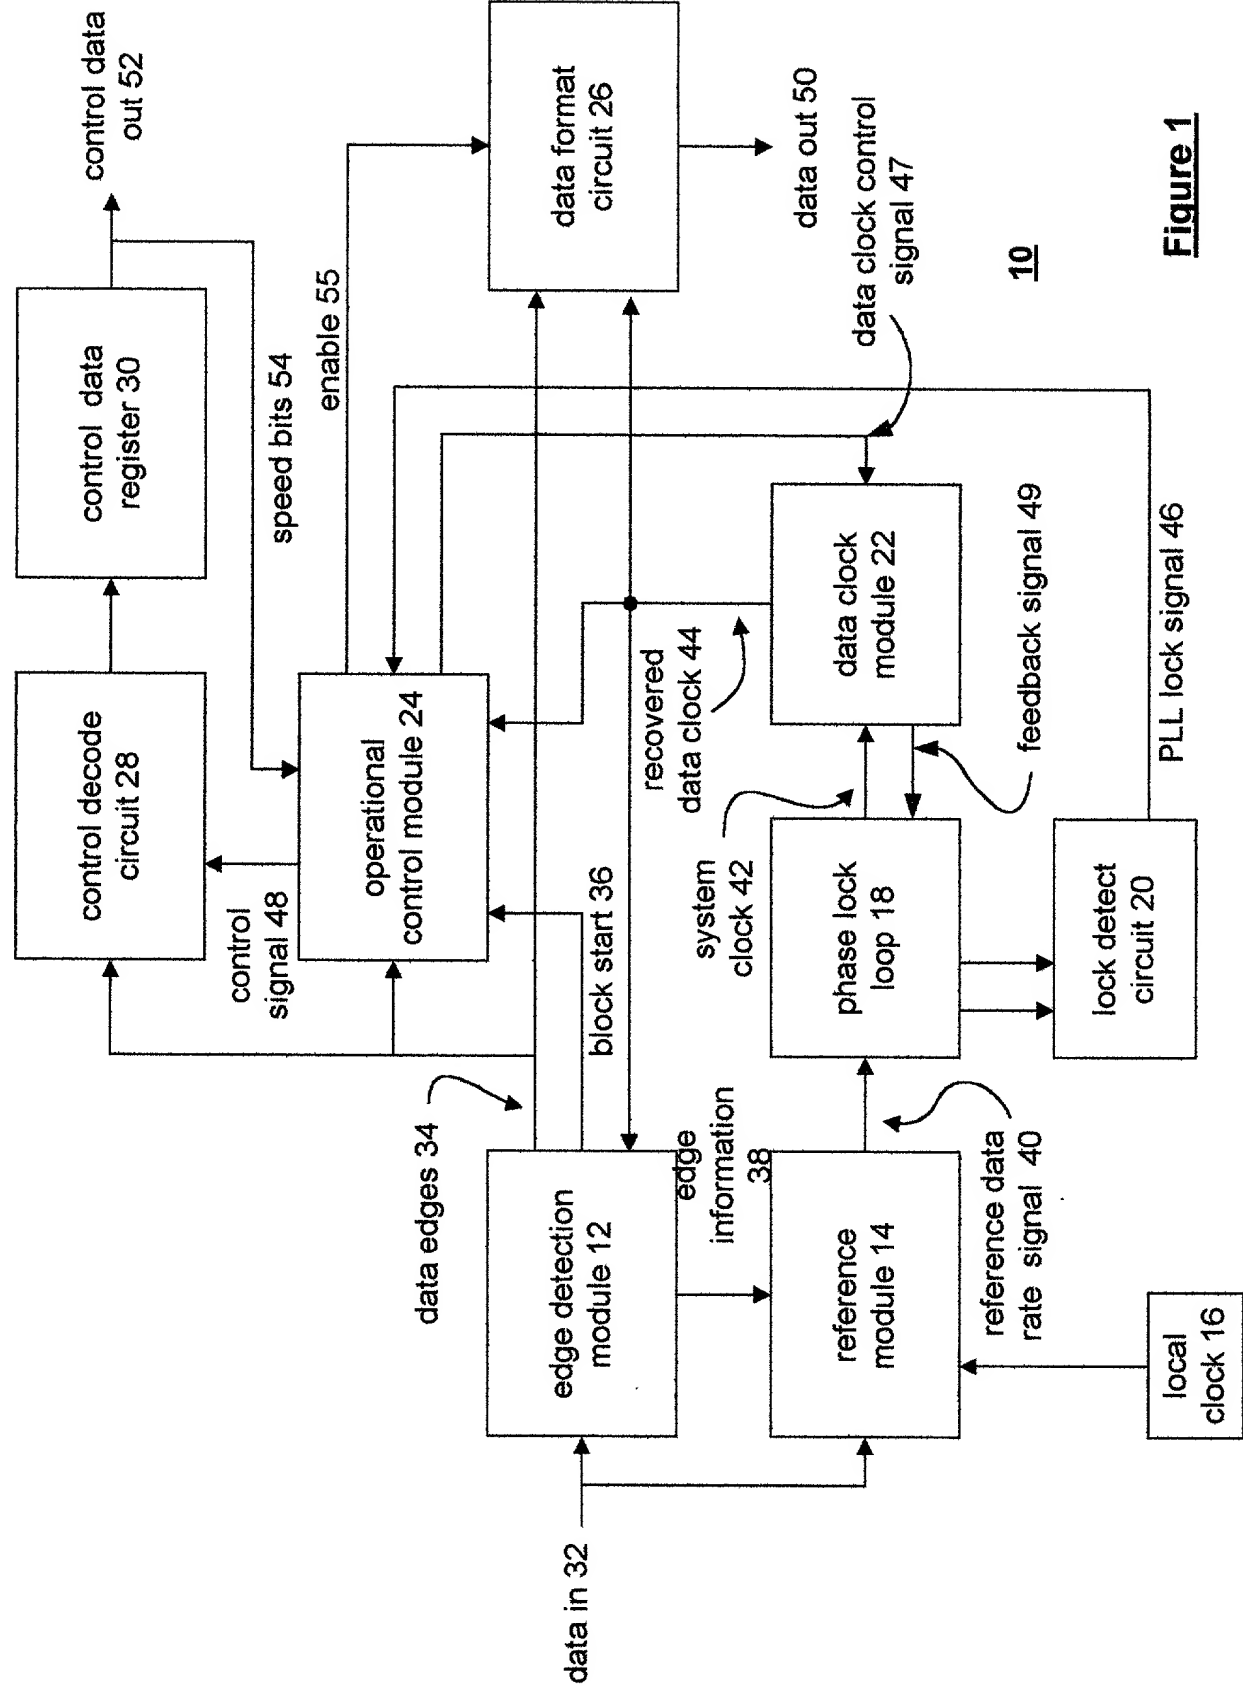 control data
out 52
control data
register 30
control decode
circuit 28
speed bits 54
enable 55
control
signal 48
operational
control module 24
data format
circuit 26
data out 50
data edges 34
block start 36
recovered
data clock 44
data clock control
signal 47
data in 32
edge detection
module 12
edge
information
38
system
clock 42
data clock
module 22
feedback signal 49
reference
module 14
phase lock
loop 18
reference data
rate signal 40
lock detect
circuit 20
PLL lock signal 46
local
clock 16
10
Figure 1